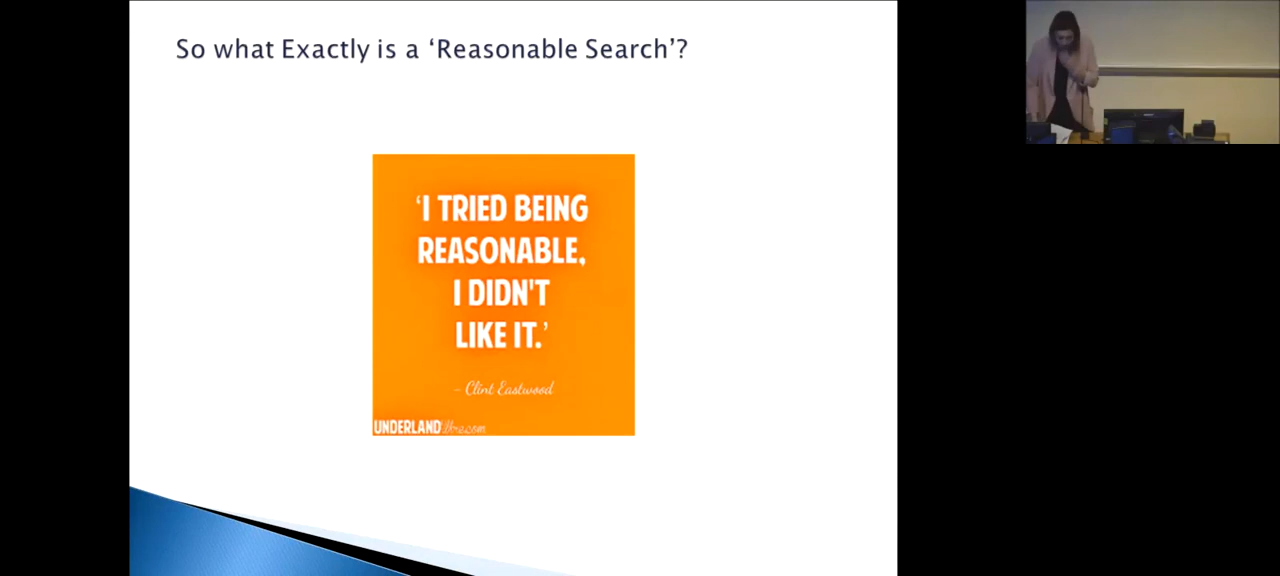 So what Exactly is a ‘Reasonable Search’?
‘I TRIED BEING
REASONABLE,
I DIDN'T
LIKE IT.’
– Clint Eastwood
UNDERLAND